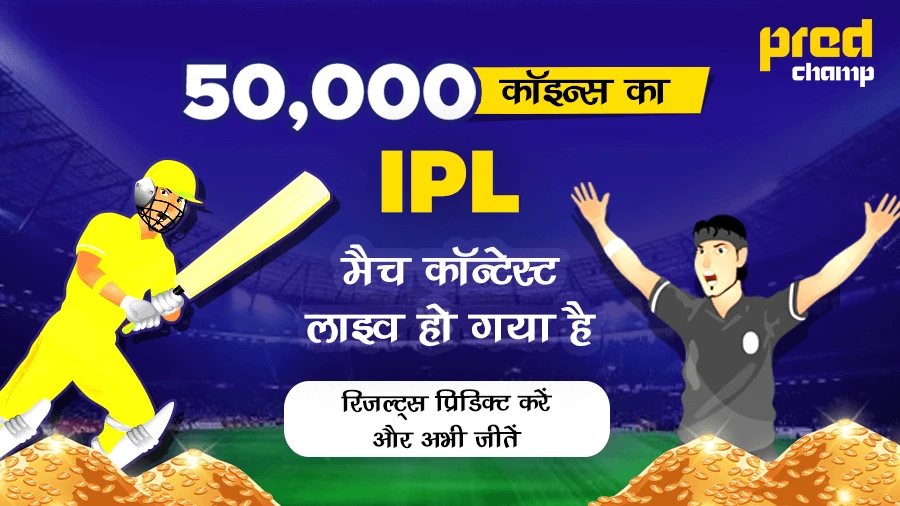 pred
champ
50,000 कॉइन्स का
IPL
मैच कॉन्टेस्ट
लाइव हो गया है
रिजल्ट्स प्रिडिक्ट करें
और अभी जीतें